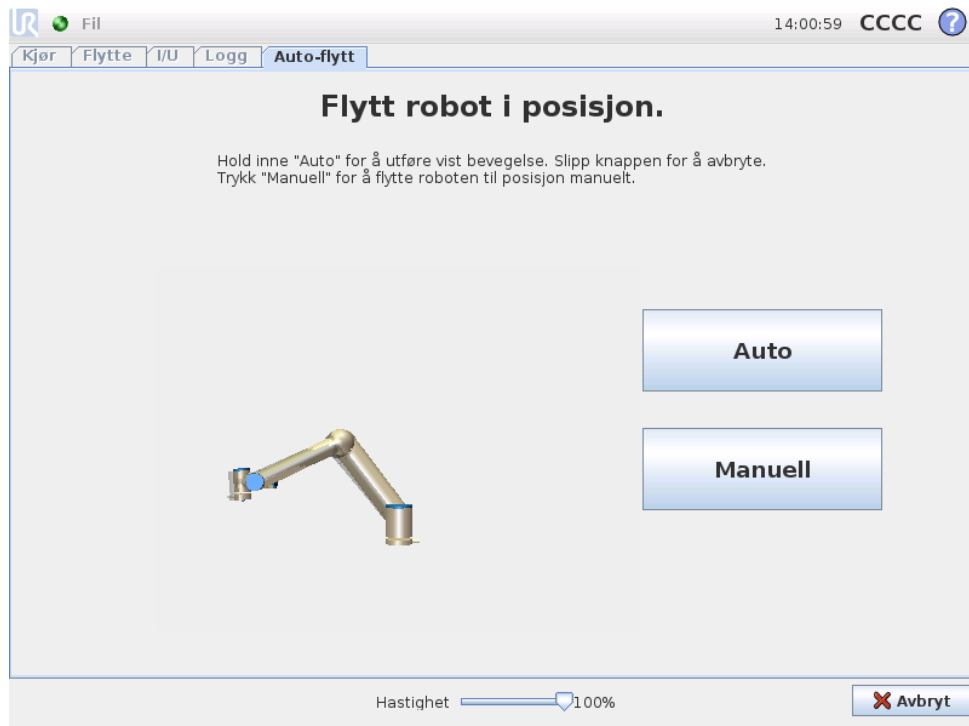 UR Fil 14:00:59 CCCC ?
Kjør Flytte I/U Logg Auto-flytt
Flytt robot i posisjon.
Hold inne "Auto" for å utføre vist bevegelse. Slipp knappen for å avbryte.
Trykk "Manuell" for å flytte roboten til posisjon manuelt.
Auto
Manuell
Hastighet 100% Avbryt